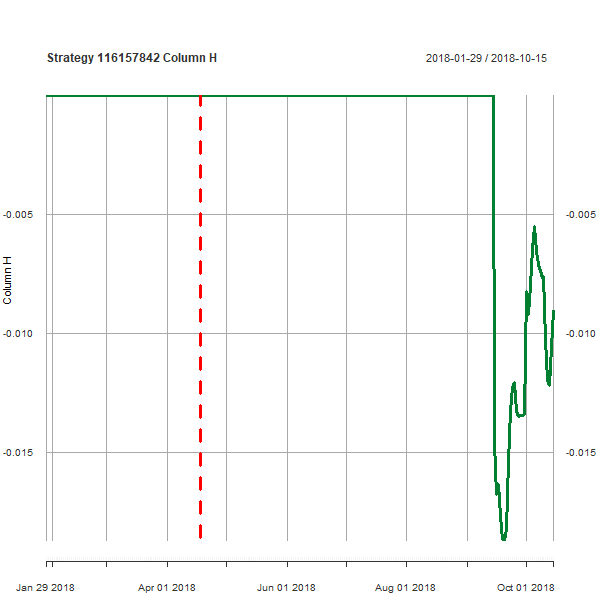 Strategy 116157842 Column H
2018-01-29 / 2018-10-15
-0.005
-0.005
Column H
-0.010
-0.010
-0.015
-0.015
Jan 29 2018
Apr 01 2018
Jun 01 2018
Aug 01 2018
Oct 01 2018